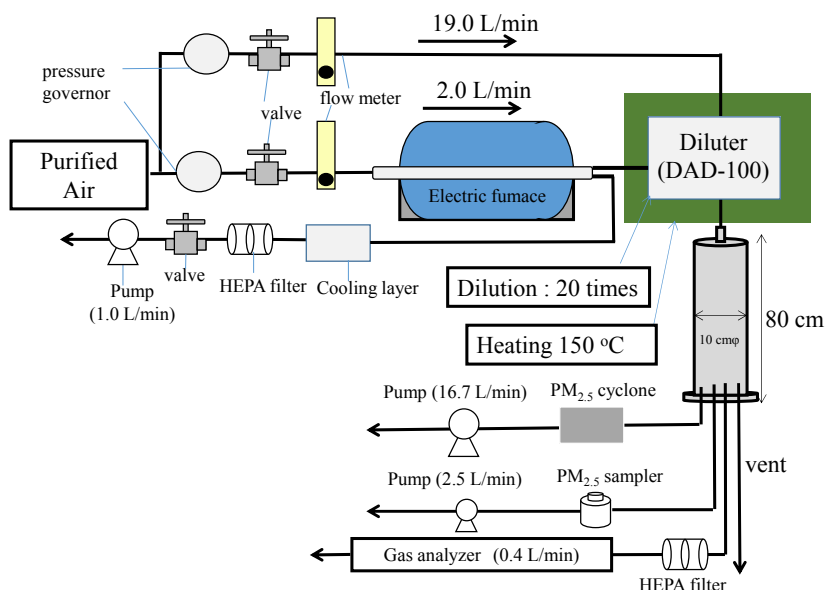 19.0 L/min
pressure
governor
valve
flow meter
2.0 L/min
Purified
Air
Electric fumace
Diluter
(DAD-100)
valve
HEPA filter
Cooling layer
Pump
(1.0 L/min)
Dilution : 20 times
Heating 150 ºC
10 cmφ
80 cm
Pump (16.7 L/min)
PM2.5 cyclone
vent
Pump (2.5 L/min)
PM2.5 sampler
Gas analyzer (0.4 L/min)
HEPA filter